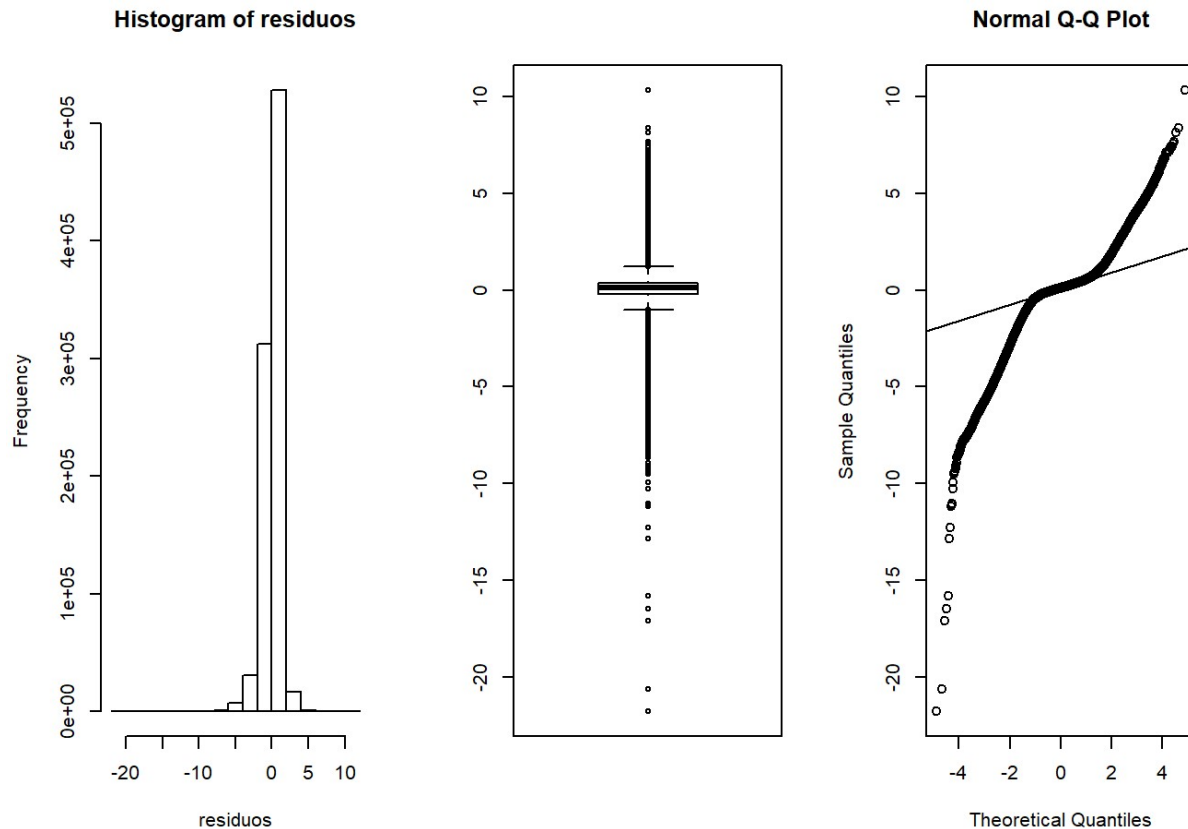 Histogram of residuos
Frequency
5e+05
4e+05
3e+05
2e+05
1e+05
0e+00
-20
-10
0
5
10
residuos
10
5
0
-5
-10
-15
-20
Normal Q-Q Plot
Sample Quantiles
10
5
0
-5
-10
-15
-20
-4
-2
0
2
4
Theoretical Quantiles